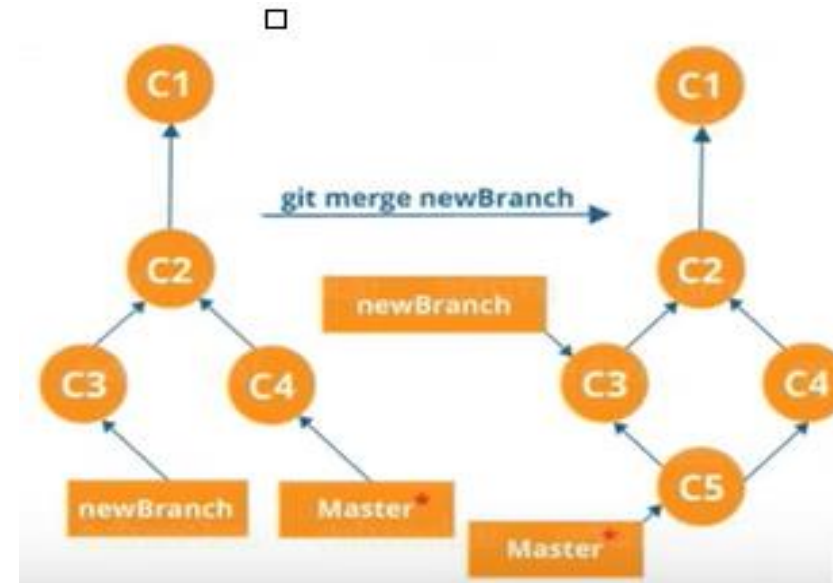 C1
C1
git merge newBranch
C2
C2
newBranch
C3
C4
C3
C4
newBranch
Master*
C5
Master*